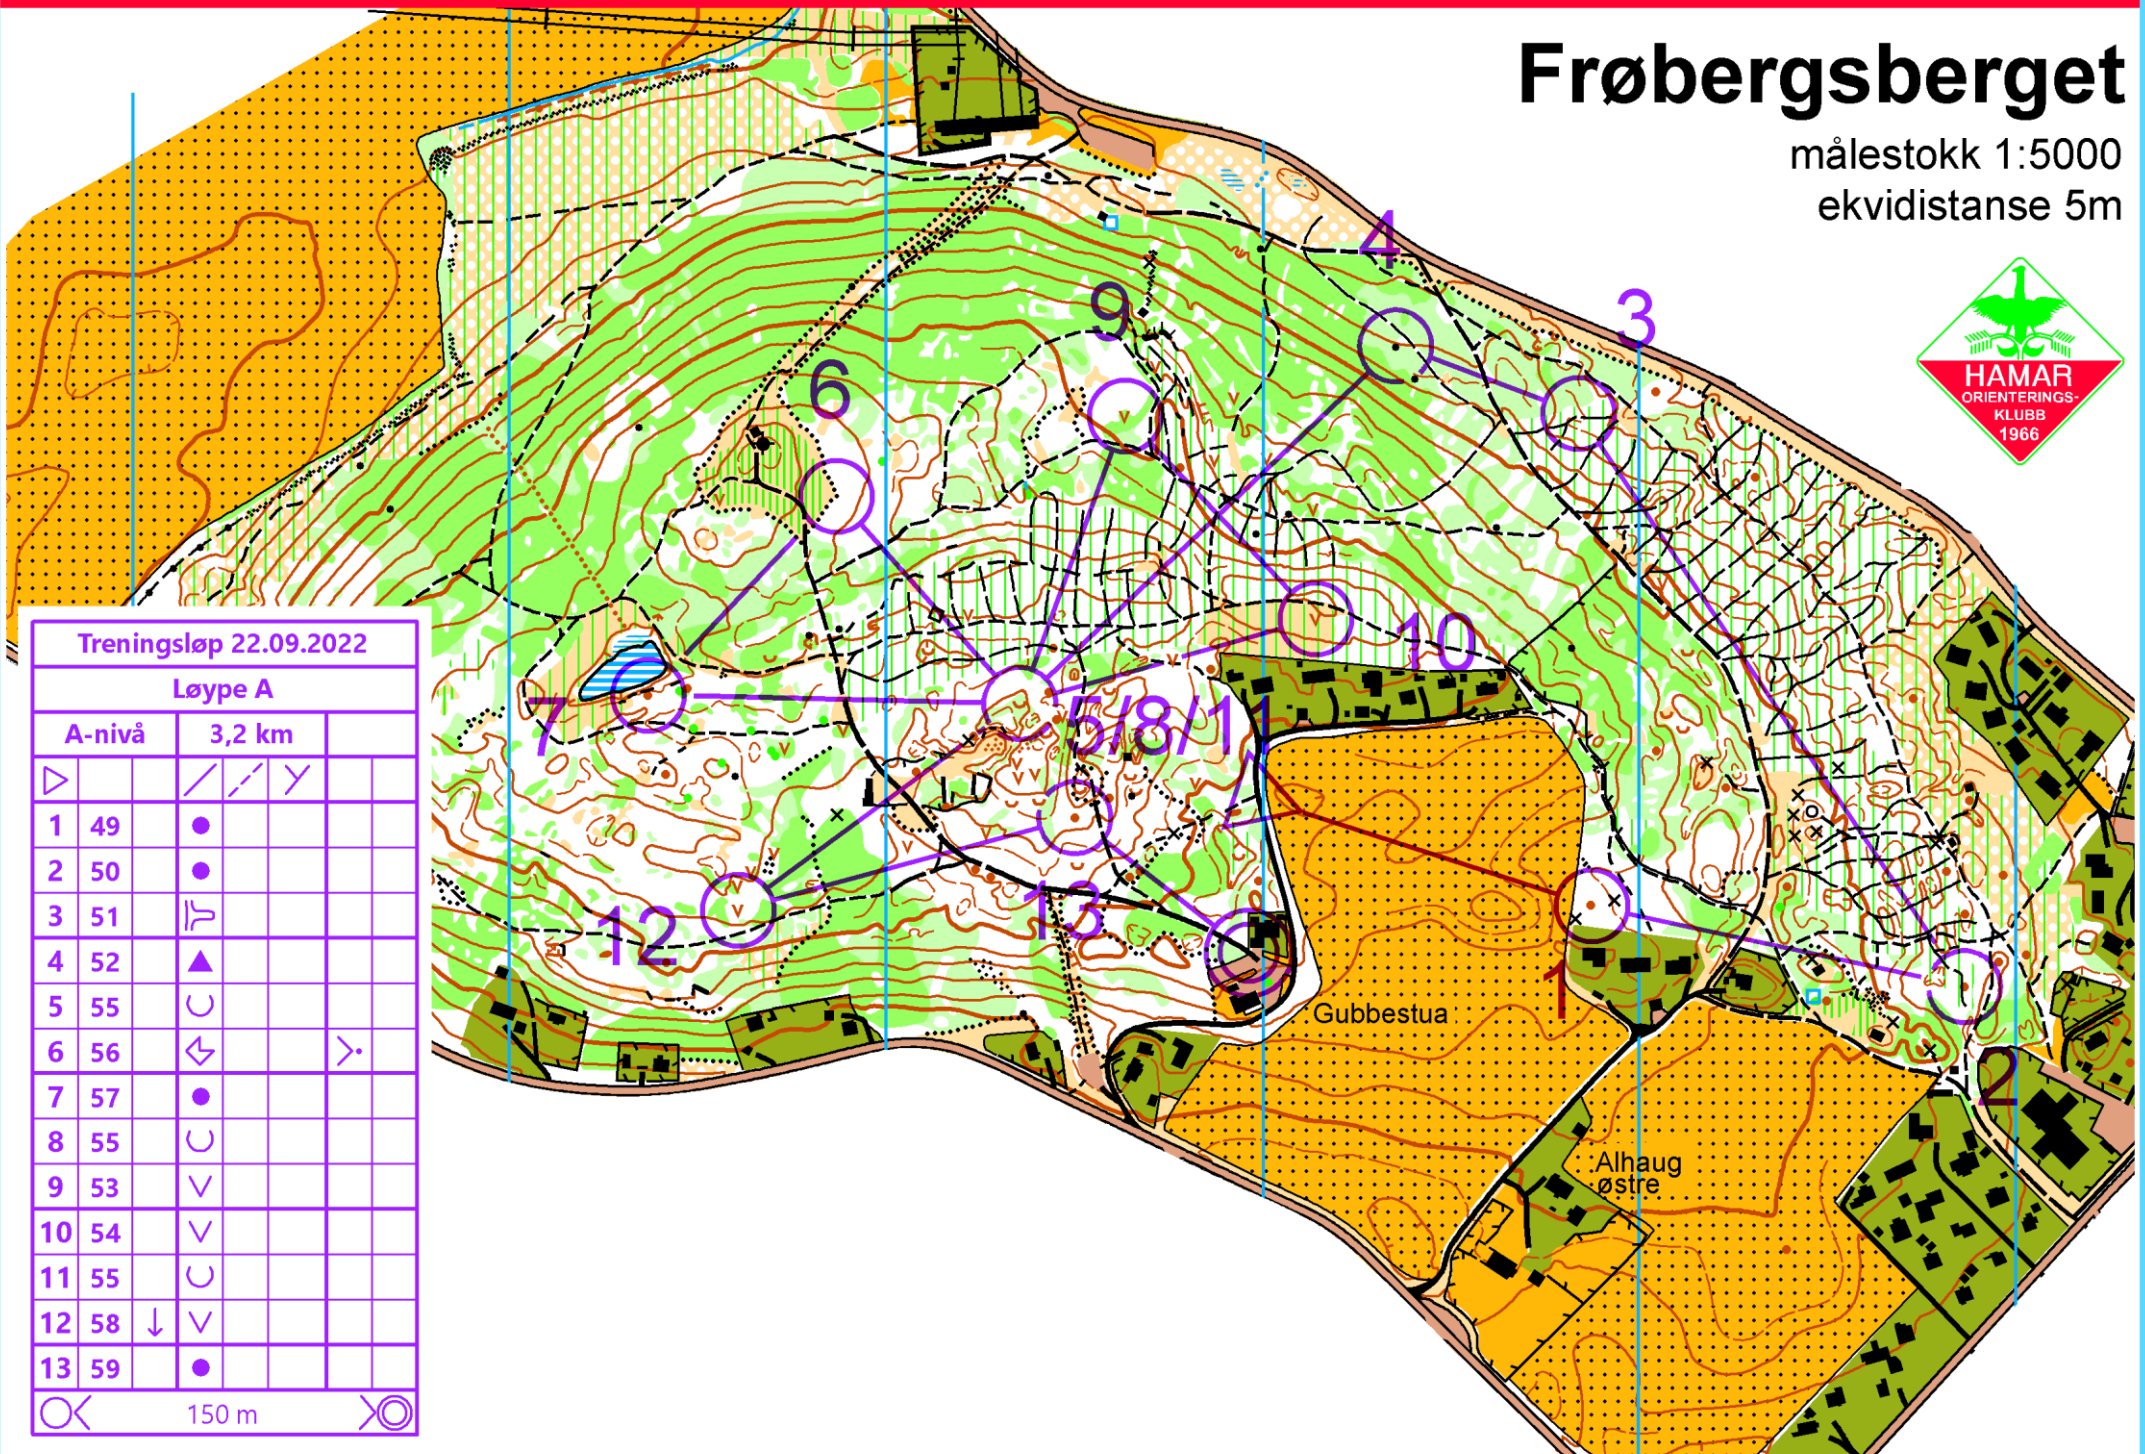 Frøbergsberget
målestokk 1:5000
ekvidistanse 5m
HAMAR
ORIENTERINGS-
KLUBB
1966
4
3
9
6
10
7
5/8/11
12
13
1
2
Gubbestua
Alhaug
østre
Treningsløp 22.09.2022
Løype A
A-nivå 3,2 km
1 49
2 50
3 51
4 52
5 55
6 56
7 57
8 55
9 53
10 54
11 55
12 58
13 59
150 m